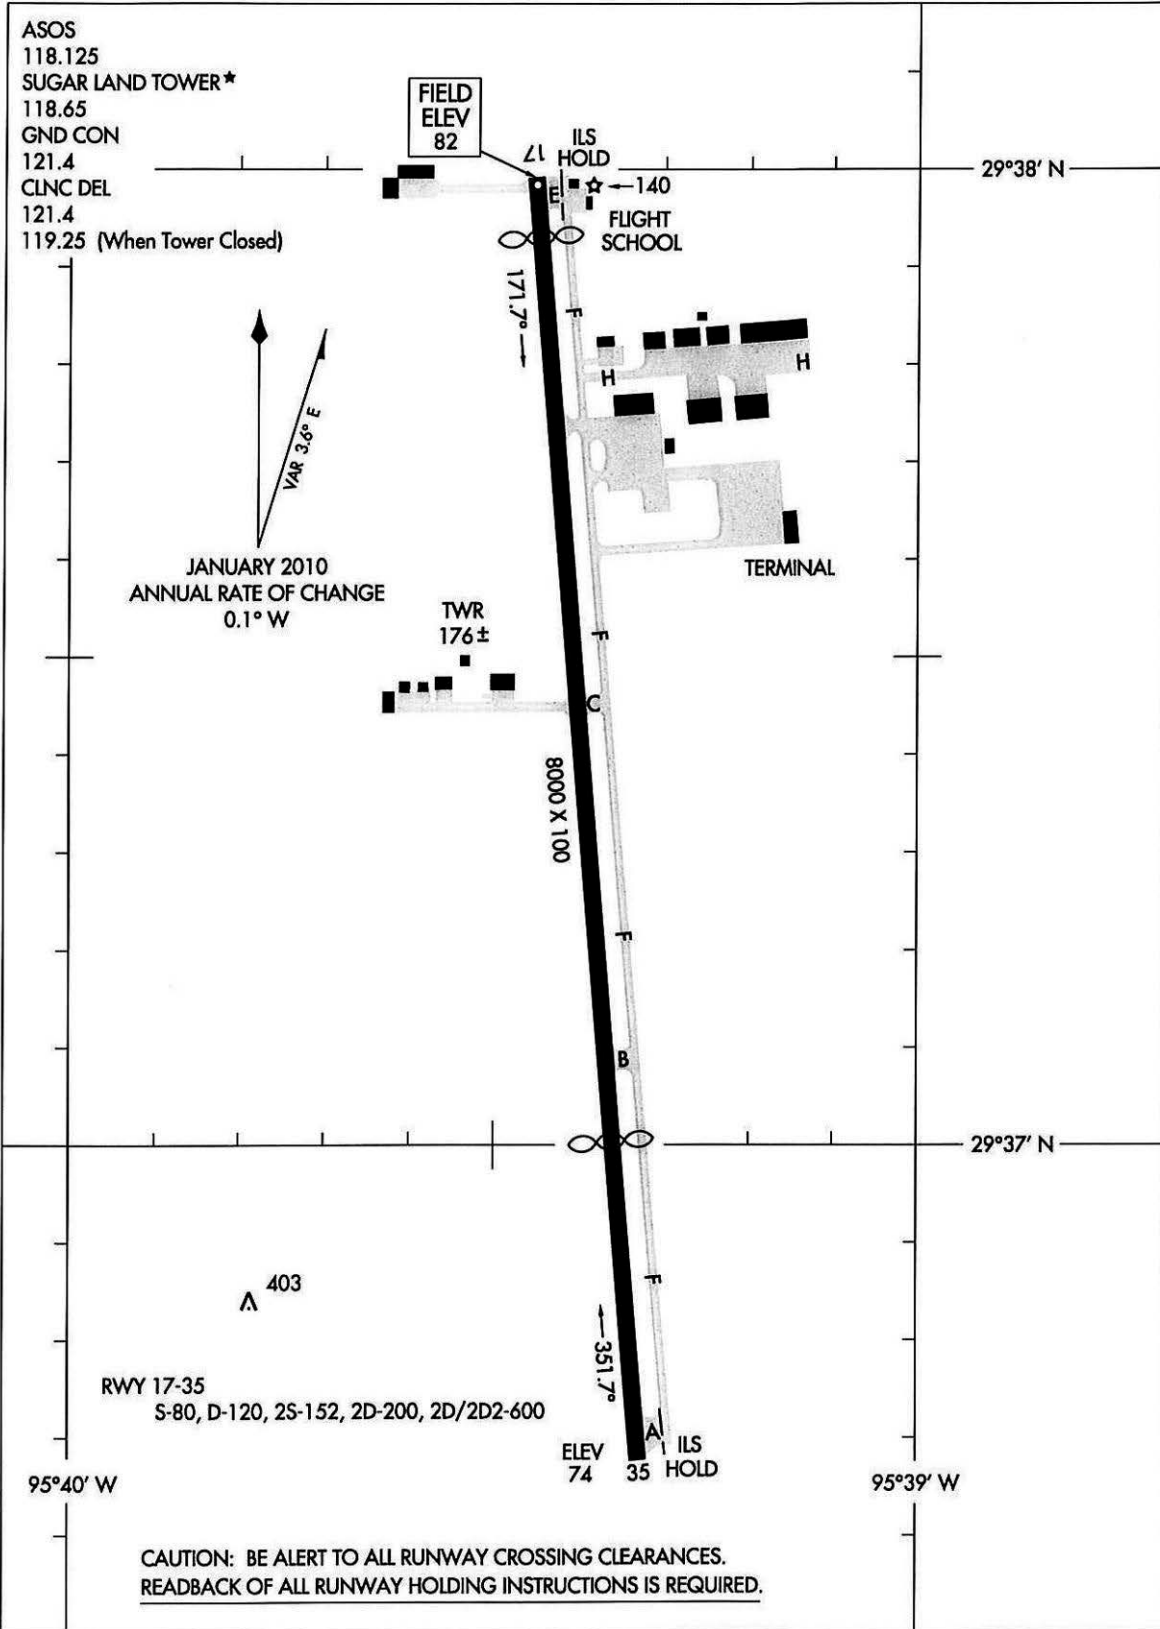 ASOS
118.125
SUGAR LAND TOWER★
118.65
GND CON
121.4
CLNC DEL
121.4
119.25 (When Tower Closed)
FIELD
ELEV
82
17
ILS
HOLD
E
140
29°38' N
FLIGHT
SCHOOL
171.7°
F
H
H
VAR 3.6° E
JANUARY 2010
ANNUAL RATE OF CHANGE
0.1° W
TERMINAL
TWR
176±
F
C
8000 X 100
F
B
29°37' N
403
F
351.7°
RWY 17-35
S-80, D-120, 2S-152, 2D-200, 2D/2D2-600
A
ELEV
74
35
ILS
HOLD
95°40' W
95°39' W
CAUTION: BE ALERT TO ALL RUNWAY CROSSING CLEARANCES.
READBACK OF ALL RUNWAY HOLDING INSTRUCTIONS IS REQUIRED.